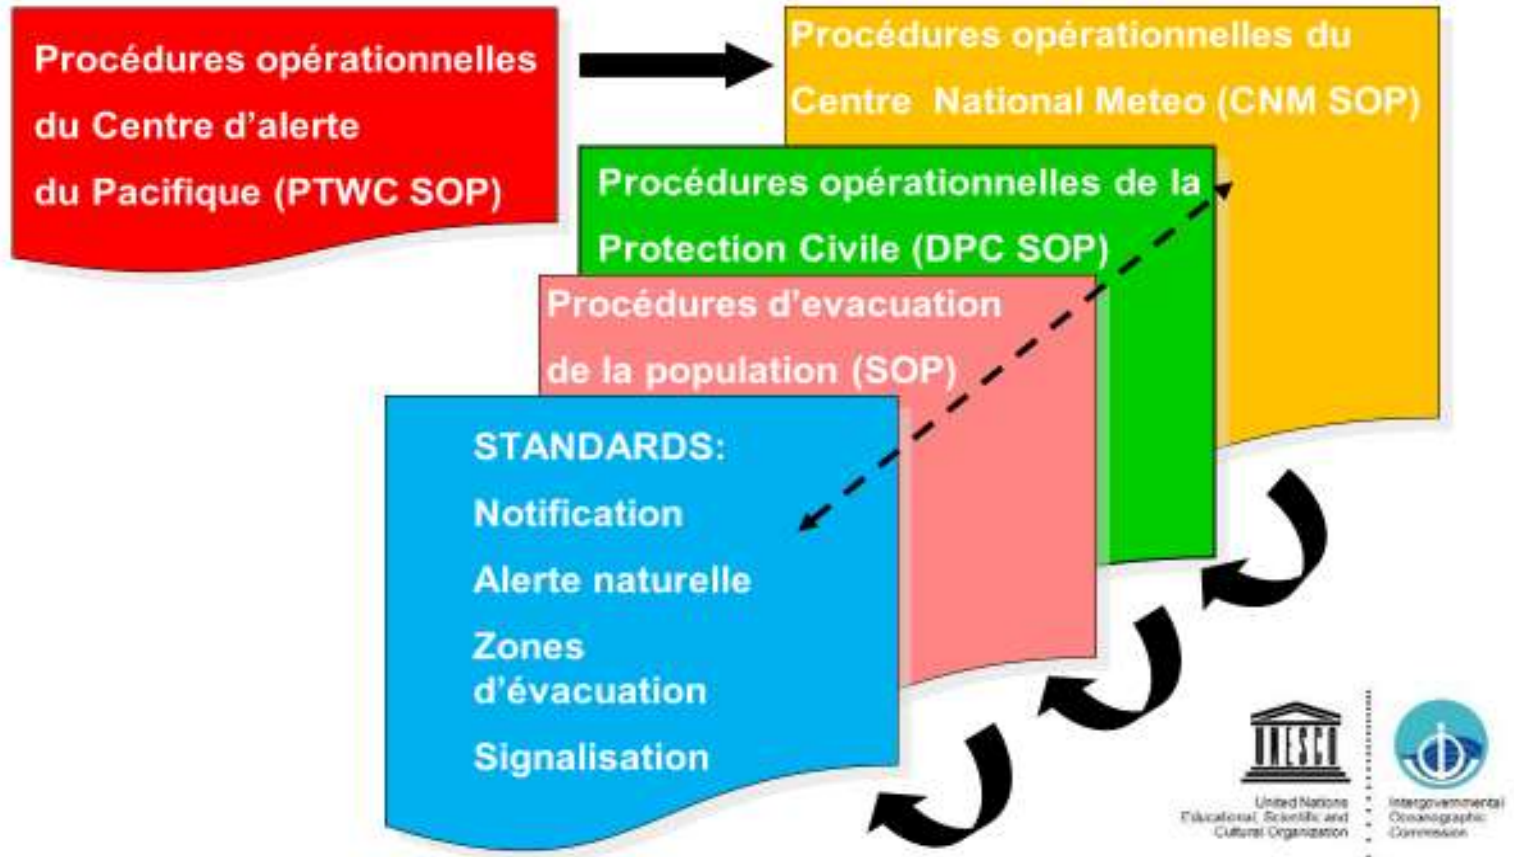 Procédures opérationnelles
du Centre d'alerte
du Pacifique (PTWC SOP)
Procédures opérationnelles du
Centre National Meteo (CNM SOP)
Procédures opérationnelles de la
Protection Civile (DPC SOP)
Procédures d'evacuation
de la population (SOP)
STANDARDS:
Notification
Alerte naturelle
Zones
d'évacuation
Signalisation
UNESCO
United Nations
Educational, Scientific and
Cultural Organization
Intergovernmental
Oceanographic
Commission